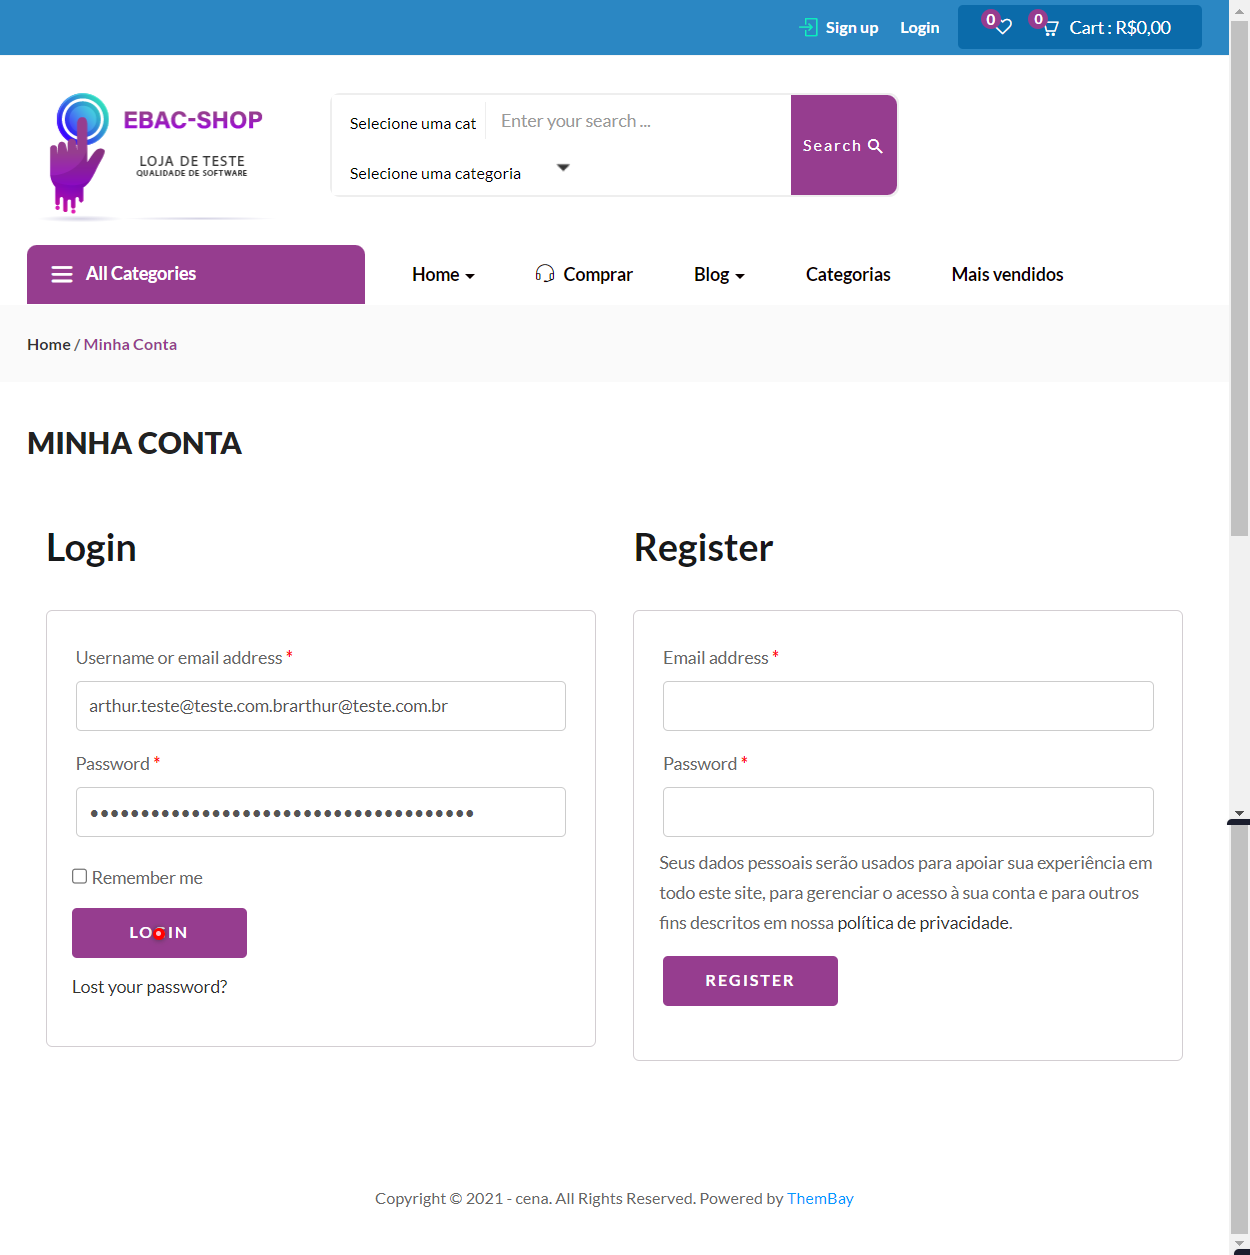 Sign up Login 0 0 Cart : R$0,00
EBAC-SHOP
LOJA DE TESTE
QUALIDADE DE SOFTWARE
Selecione uma cat Enter your search ...
Selecione uma categoria
Search
All Categories Home Comprar Blog Categorias Mais vendidos
Home / Minha Conta
MINHA CONTA
Login
Username or email address *
arthur.teste@teste.com.brarthur@teste.com.br
Password *
••••••••••••••••••••••••••••••••••••••
Remember me
LOGIN
Lost your password?
Register
Email address *
Password *
Seus dados pessoais serão usados para apoiar sua experiência em
todo este site, para gerenciar o acesso à sua conta e para outros
fins descritos em nossa política de privacidade.
REGISTER
Copyright © 2021 - cena. All Rights Reserved. Powered by ThemBay